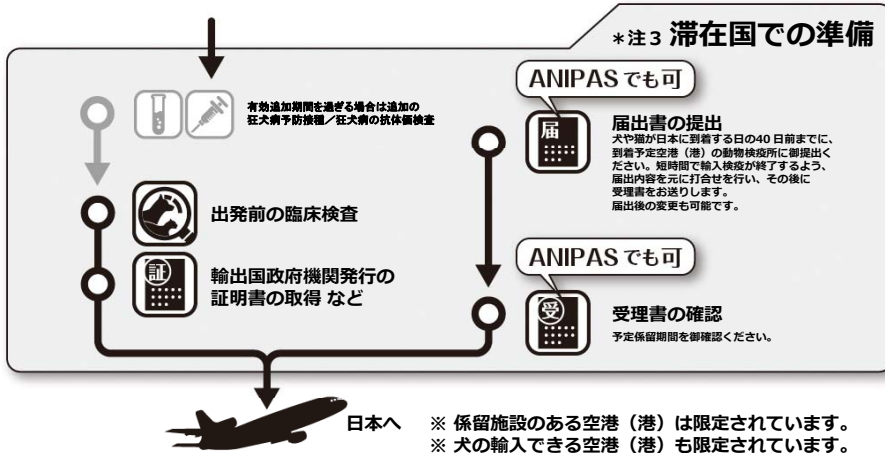 *注3 滞在国での準備
有効追加期間を過ぎる場合は追加の
狂犬病予防接種／狂犬病の抗体価検査
出発前の臨床検査
証
輸出国政府機関発行の
証明書の取得 など
ANIPASでも可
届
届出書の提出
犬や猫が日本に到着する日の40日前までに、
到着予定空港（港）の動物検疫所に御提出く
ださい。短時間で輸入検疫が終了するよう、
届出内容を元に打合せを行い、その後に
受理書をお送りします。
届出後の変更も可能です。
ANIPASでも可
受
受理書の確認
予定係留期間を御確認ください。
日本へ
※ 係留施設のある空港（港）は限定されています。
※ 犬の輸入できる空港（港）も限定されています。